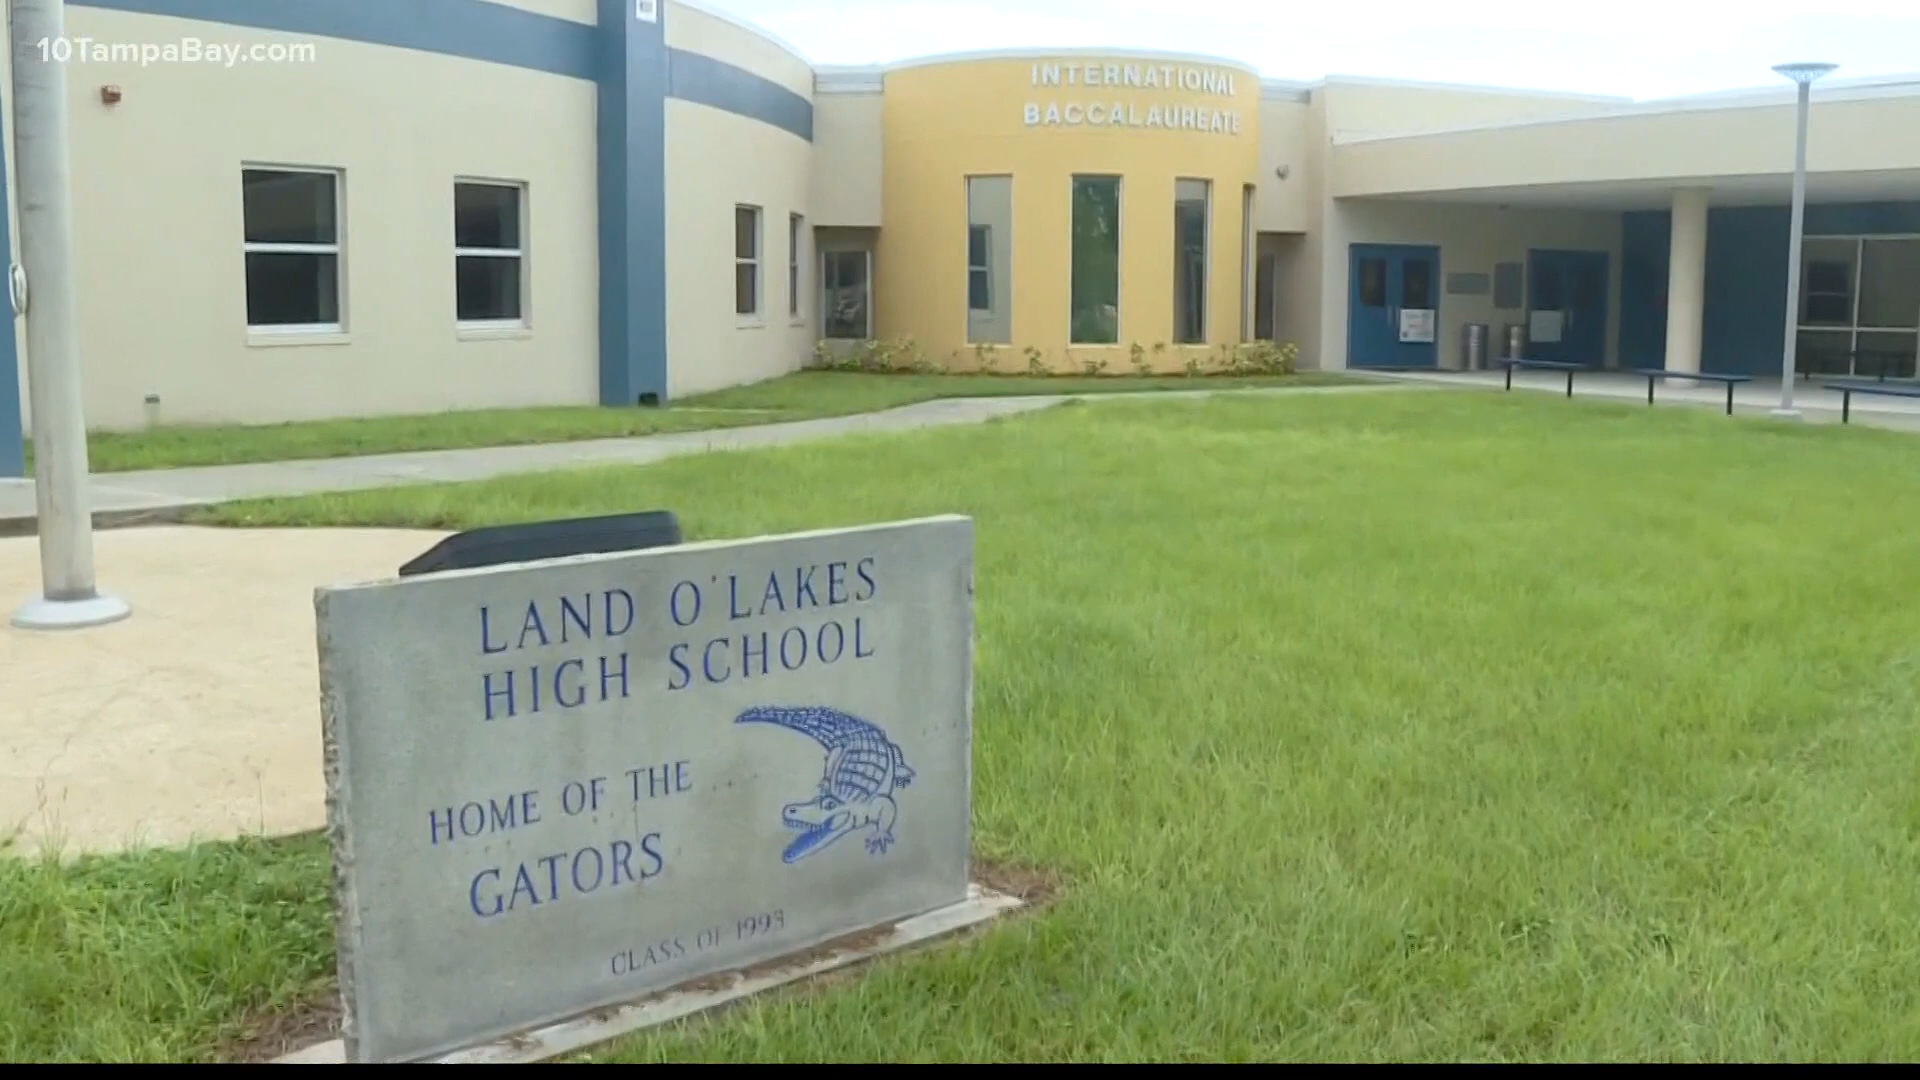 10TampaBay.com
INTERNATIONAL
BACCALAUREATE
LAND O'LAKES
HIGH SCHOOL
HOME OF THE
GATORS
CLASS OF 1993